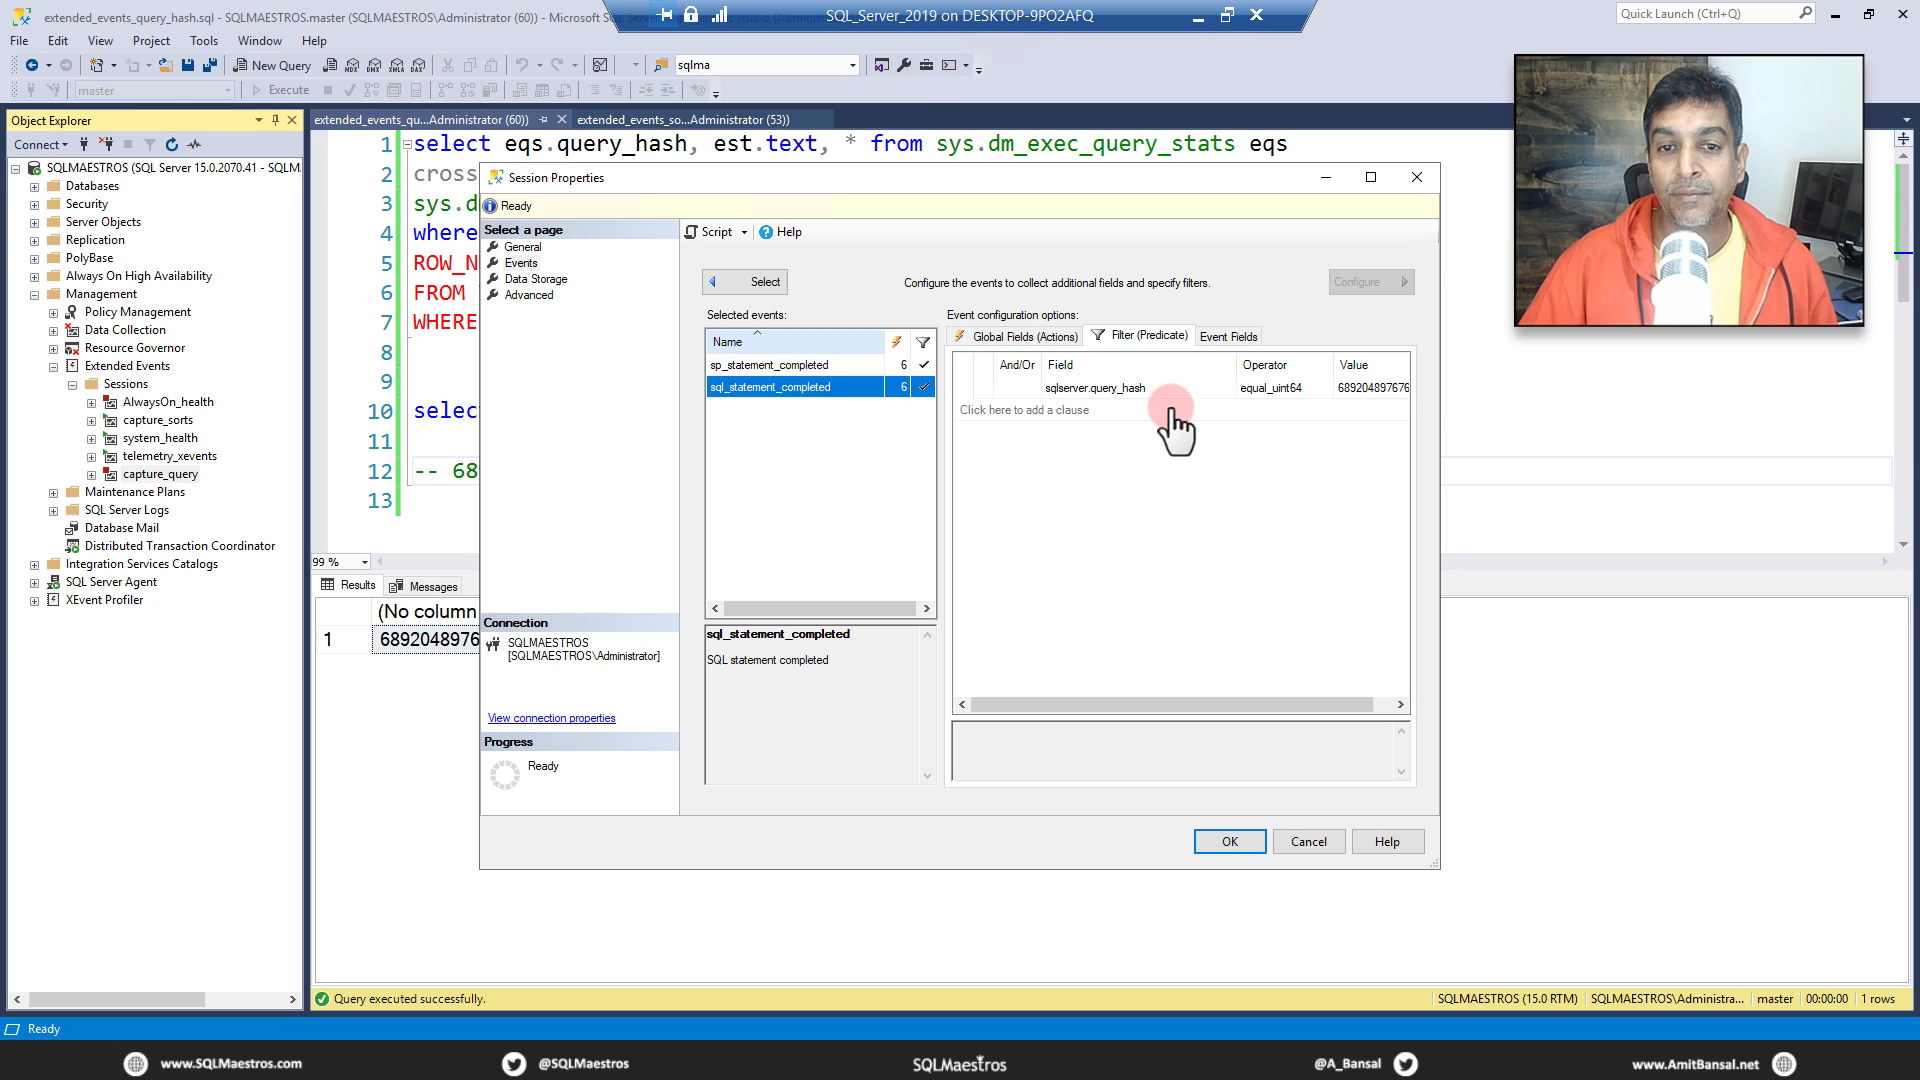 extended_events_query_hash.sql - SQLMAESTROS.master (SQLMAESTROS\Administrator (60)) - Microsoft SQL
SQL_Server_2019 on DESKTOP-9PO2AFQ
Quick Launch (Ctrl+Q)
File Edit View Project Tools Window Help
New Query
sqlma
master
Execute
Object Explorer
extended_events_qu...Administrator (60))
extended_events_so...Administrator (53))
Connect
SQLMAESTROS (SQL Server 15.0.2070.41 - SQLM
Databases
Security
Server Objects
Replication
PolyBase
Always On High Availability
Management
Policy Management
Data Collection
Resource Governor
Extended Events
Sessions
AlwaysOn_health
capture_sorts
system_health
telemetry_xevents
capture_query
Maintenance Plans
SQL Server Logs
Database Mail
Distributed Transaction Coordinator
Integration Services Catalogs
SQL Server Agent
XEvent Profiler
1 select eqs.query_hash, est.text, * from sys.dm_exec_query_stats eqs
2 cross
3 sys.d
4 where
5 ROW_N
6 FROM
7 WHERE
8
9
10 selec
11
12 -- 68
13
99 %
Results Messages
(No column
1 6892048976
Session Properties
Ready
Select a page
General
Events
Data Storage
Advanced
Connection
SQLMAESTROS
[SQLMAESTROS\Administrator]
View connection properties
Progress
Ready
Script Help
Select
Configure the events to collect additional fields and specify filters.
Configure
Selected events:
Name
sp_statement_completed 6
sql_statement_completed 6
sql_statement_completed
SQL statement completed
Event configuration options:
Global Fields (Actions) Filter (Predicate) Event Fields
And/Or Field Operator Value
sqlserver.query_hash equal_uint64 689204897676
Click here to add a clause
OK Cancel Help
Query executed successfully.
SQLMAESTROS (15.0 RTM) SQLMAESTROS\Administra... master 00:00:00 1 rows
Ready
www.SQLMaestros.com
@SQLMaestros
SQLMaestros
@A_Bansal
www.AmitBansal.net